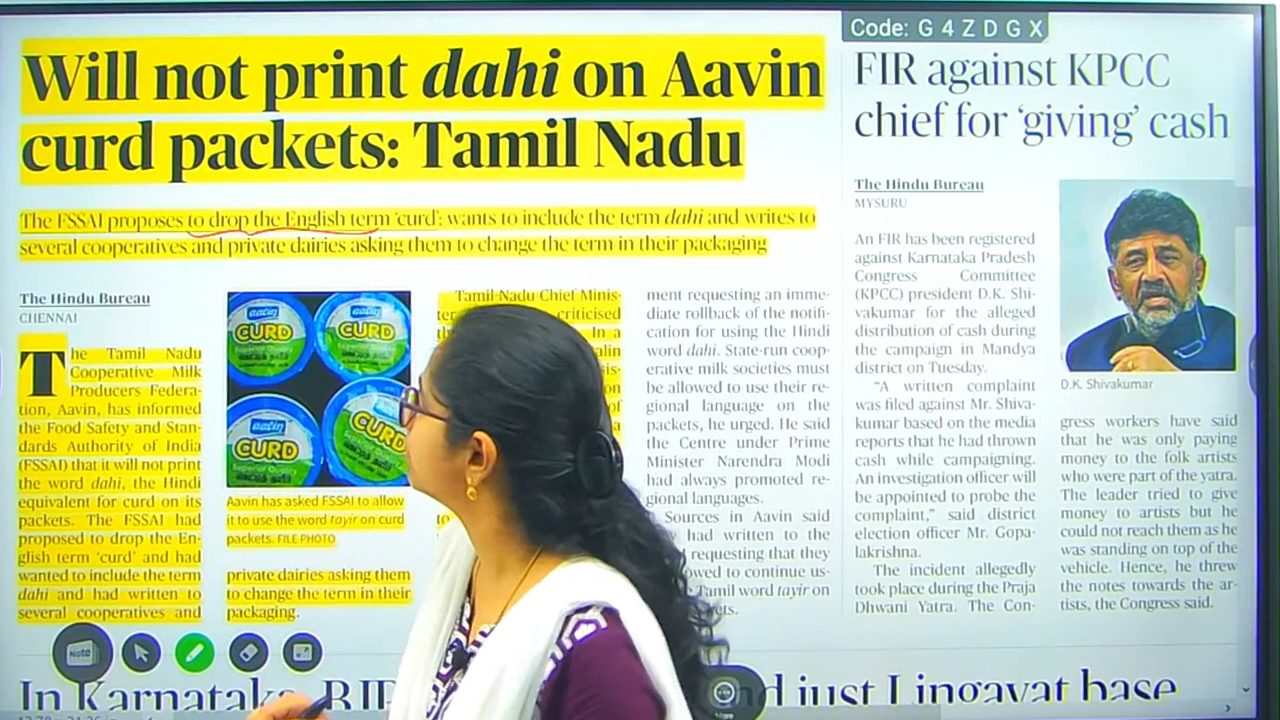 Code: G 4 Z D G X
Will not print dahi on Aavin
curd packets: Tamil Nadu
The FSSAI proposes to drop the English term ‘curd’; wants to include the term dahi and writes to
several cooperatives and private dairies asking them to change the term in their packaging
The Hindu Bureau
CHENNAI
The Tamil Nadu
Cooperative Milk
Producers Federa-
tion, Aavin, has informed
the Food Safety and Stan-
dards Authority of India
(FSSAI) that it will not print
the word dahi, the Hindi
equivalent for curd on its
packets. The FSSAI had
proposed to drop the En-
glish term ‘curd’ and had
wanted to include the term
dahi and had written to
several cooperatives and
CURD
CURD
CURD
CURD
Aavin has asked FSSAI to allow
it to use the word tayir on curd
packets. FILE PHOTO
private dairies asking them
to change the term in their
packaging.
Tamil Nadu Chief Minis-
criticised
In a
of
ment requesting an imme-
diate rollback of the notifi-
cation for using the Hindi
word dahi. State-run coop-
erative milk societies must
be allowed to use their re-
gional language on the
packets, he urged. He said
the Centre under Prime
Minister Narendra Modi
had always promoted re-
gional languages.
Sources in Aavin said
had written to the
requesting that they
to continue us-
Tamil word tayir on
FIR against KPCC
chief for ‘giving’ cash
The Hindu Bureau
MYSURU
An FIR has been registered
against Karnataka Pradesh
Congress Committee
(KPCC) president D.K. Shi-
vakumar for the alleged
distribution of cash during
the campaign in Mandya
district on Tuesday.
“A written complaint
was filed against Mr. Shiva-
kumar based on the media
reports that he had thrown
cash while campaigning.
An investigation officer will
be appointed to probe the
complaint,” said district
election officer Mr. Gopa-
lakrishna.
The incident allegedly
took place during the Praja
Dhwani Yatra. The Con-
D.K. Shivakumar
gress workers have said
that he was only paying
money to the folk artists
who were part of the yatra.
The leader tried to give
money to artists but he
could not reach them as he
was standing on top of the
vehicle. Hence, he threw
the notes towards the ar-
tists, the Congress said.
Note
More
In Karnataka, BJP
just Lingayat base